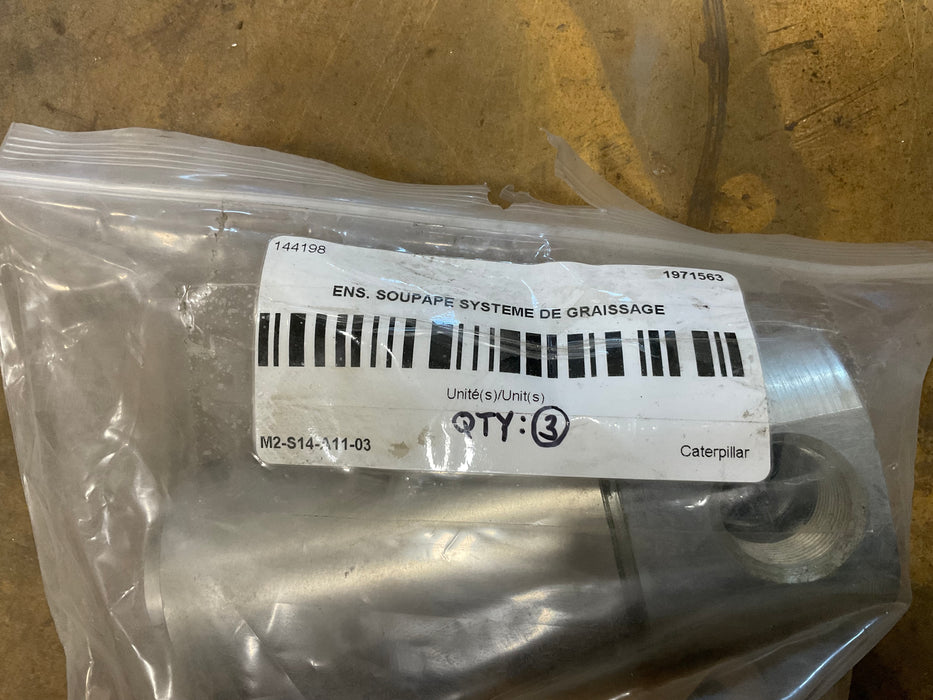 144198
1971563
ENS. SOUPAPE SYSTEME DE GRAISSAGE
Unité(s)/Unit(s)
QTY: 3
M2-S14-A11-03
Caterpillar